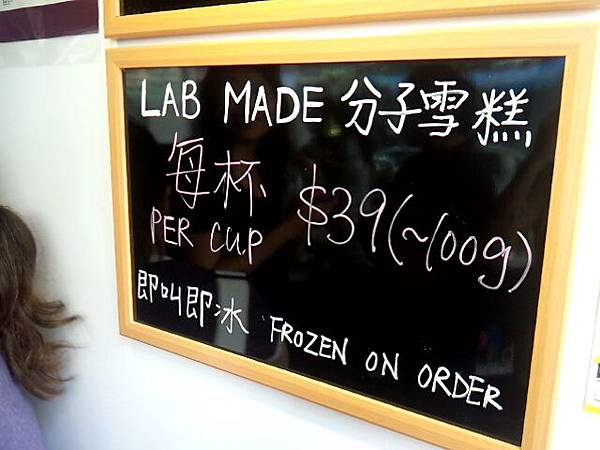 LAB MADE 分子雪糕
每杯
PER CUP $39(~100g)
即叫即冰 FROZEN ON ORDER